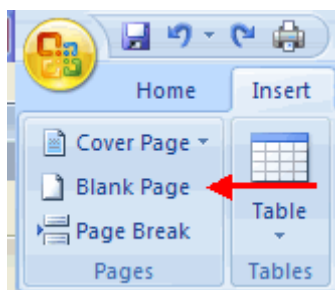 Home Insert
Cover Page
Blank Page
Table
Page Break
Pages Tables